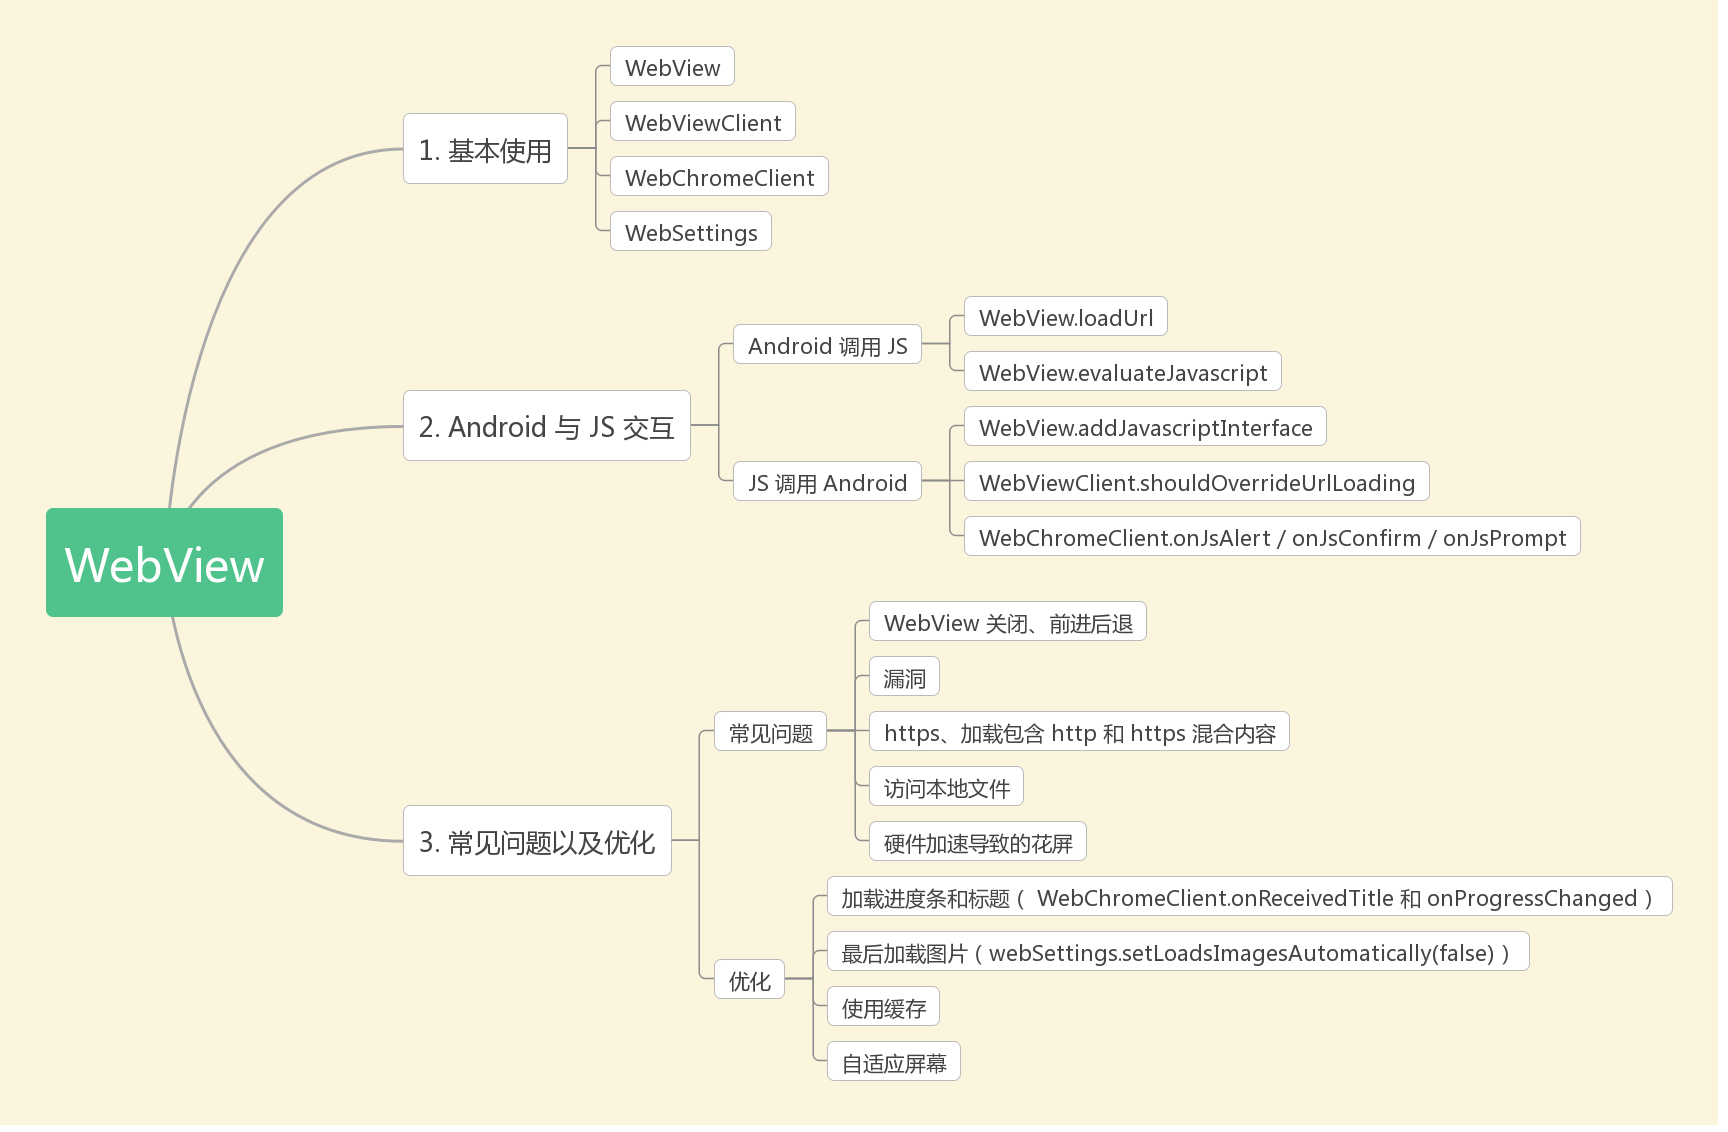 WebView
1. 基本使用
WebView
WebViewClient
WebChromeClient
WebSettings
2. Android 与 JS 交互
Android 调用 JS
WebView.loadUrl
WebView.evaluateJavascript
JS 调用 Android
WebView.addJavascriptInterface
WebViewClient.shouldOverrideUrlLoading
WebChromeClient.onJsAlert / onJsConfirm / onJsPrompt
3. 常见问题以及优化
常见问题
WebView 关闭、前进后退
漏洞
https、加载包含 http 和 https 混合内容
访问本地文件
硬件加速导致的花屏
优化
加载进度条和标题（ WebChromeClient.onReceivedTitle 和 onProgressChanged ）
最后加载图片（ webSettings.setLoadsImagesAutomatically(false) ）
使用缓存
自适应屏幕